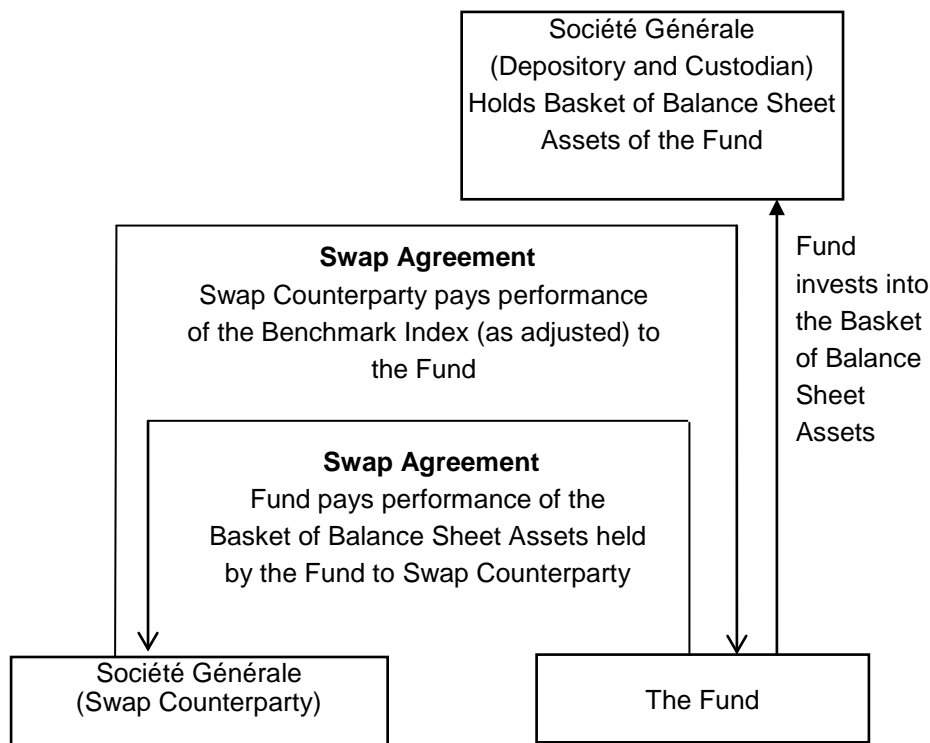 Société Générale
(Depository and Custodian)
Holds Basket of Balance Sheet
Assets of the Fund
Swap Agreement
Swap Counterparty pays performance
of the Benchmark Index (as adjusted) to
the Fund
Fund
invests into
the Basket
of Balance
Sheet
Assets
Swap Agreement
Fund pays performance of the
Basket of Balance Sheet Assets held
by the Fund to Swap Counterparty
Société Générale
(Swap Counterparty)
The Fund